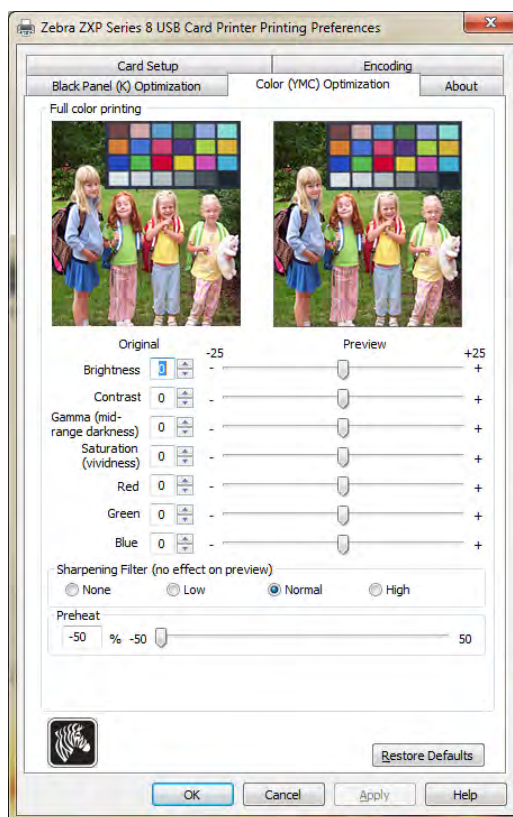 Zebra ZXP Series 8 USB Card Printer Printing Preferences
Card Setup
Encoding
Black Panel (K) Optimization
Color (YMC) Optimization
About
Full color printing
Original
-25
Preview
+25
Brightness 0 - +
Contrast 0 - +
Gamma (mid-
range darkness) 0 - +
Saturation
(vividness) 0 - +
Red 0 - +
Green 0 - +
Blue 0 - +
Sharpening Filter (no effect on preview)
None Low Normal High
Preheat
-50 % -50 50
Restore Defaults
OK Cancel Apply Help